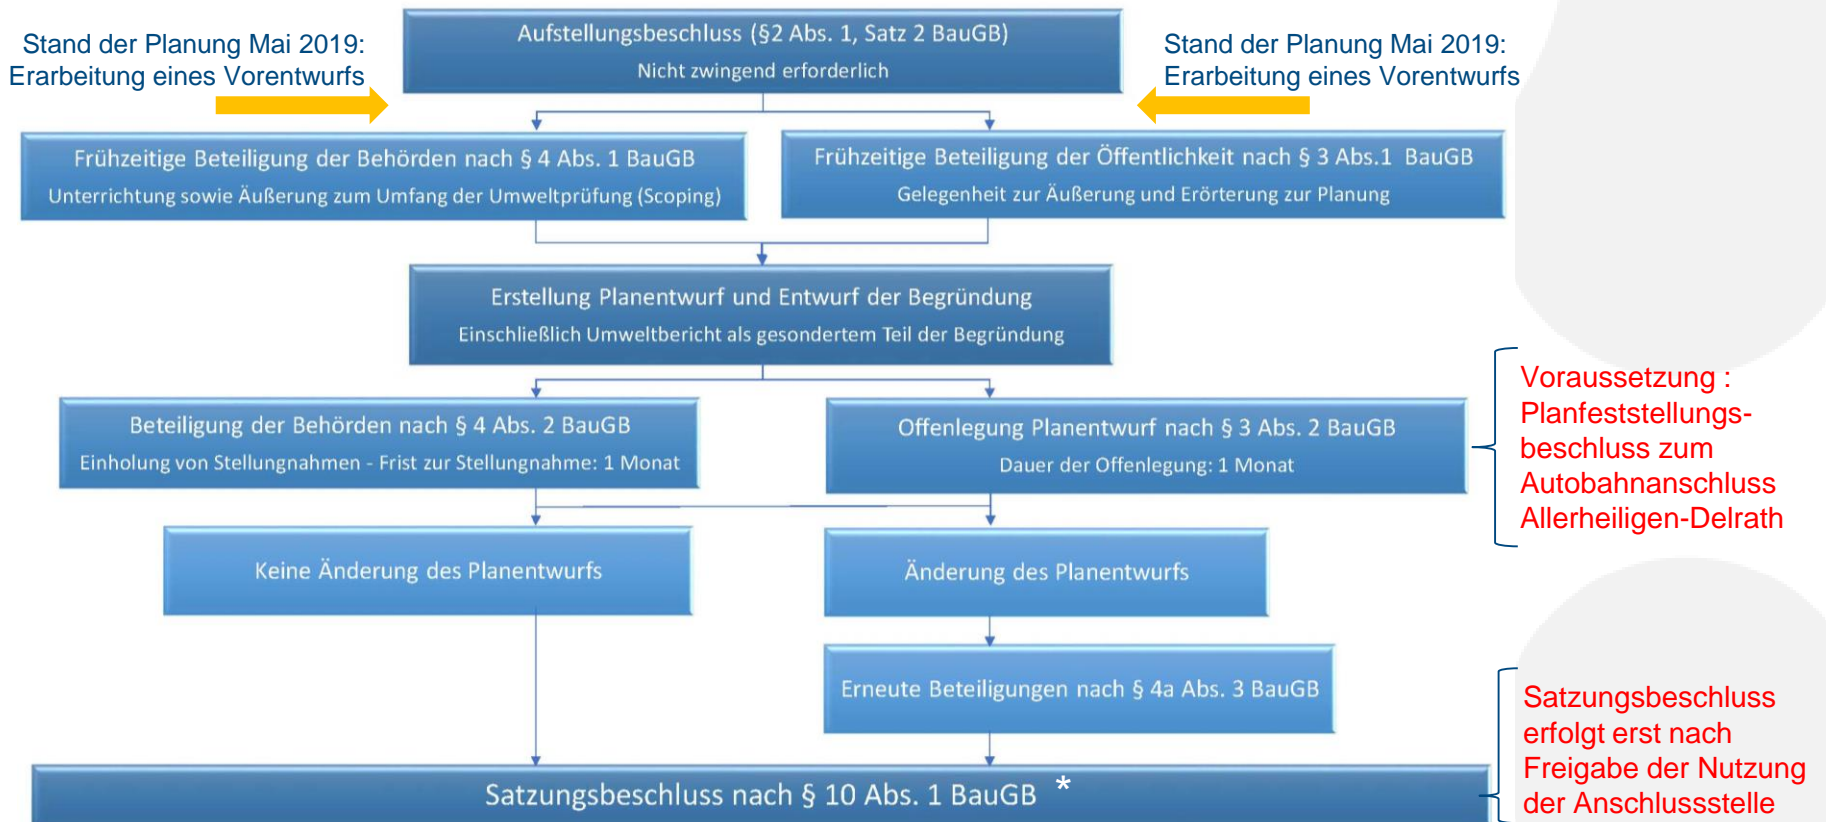 Aufstellungsbeschluss (§2 Abs. 1, Satz 2 BauGB)
Nicht zwingend erforderlich
Stand der Planung Mai 2019:
Erarbeitung eines Vorentwurfs
Stand der Planung Mai 2019:
Erarbeitung eines Vorentwurfs
Frühzeitige Beteiligung der Behörden nach § 4 Abs. 1 BauGB
Unterrichtung sowie Äußerung zum Umfang der Umweltprüfung (Scoping)
Frühzeitige Beteiligung der Öffentlichkeit nach § 3 Abs.1 BauGB
Gelegenheit zur Äußerung und Erörterung zur Planung
Erstellung Planentwurf und Entwurf der Begründung
Einschließlich Umweltbericht als gesondertem Teil der Begründung
Beteiligung der Behörden nach § 4 Abs. 2 BauGB
Einholung von Stellungnahmen - Frist zur Stellungnahme: 1 Monat
Offenlegung Planentwurf nach § 3 Abs. 2 BauGB
Dauer der Offenlegung: 1 Monat
Voraussetzung :
Planfeststellungs-
beschluss zum
Autobahnanschluss
Allerheiligen-Delrath
Keine Änderung des Planentwurfs
Änderung des Planentwurfs
Erneute Beteiligungen nach § 4a Abs. 3 BauGB
Satzungsbeschluss nach § 10 Abs. 1 BauGB *
Satzungsbeschluss
erfolgt erst nach
Freigabe der Nutzung
der Anschlussstelle